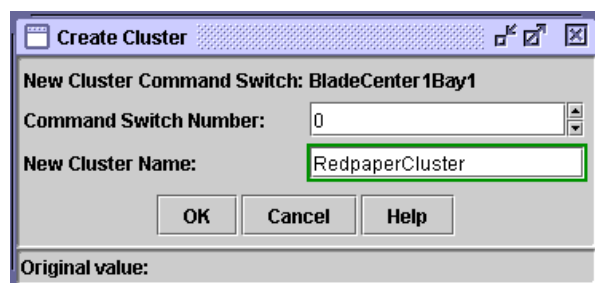 Create Cluster
New Cluster Command Switch: BladeCenter1Bay1
Command Switch Number: 0
New Cluster Name: RedpaperCluster
OK Cancel Help
Original value: